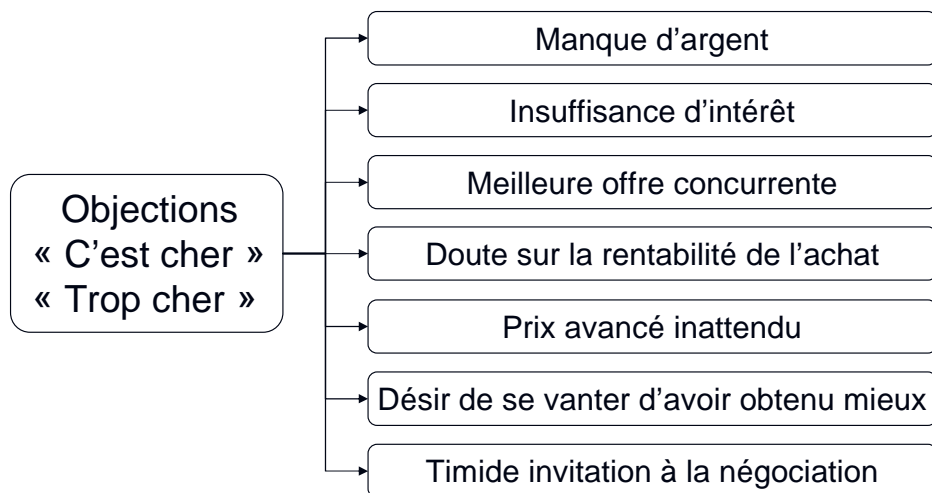 Objections
« C’est cher »
« Trop cher »
Manque d’argent
Insuffisance d’intérêt
Meilleure offre concurrente
Doute sur la rentabilité de l’achat
Prix avancé inattendu
Désir de se vanter d’avoir obtenu mieux
Timide invitation à la négociation